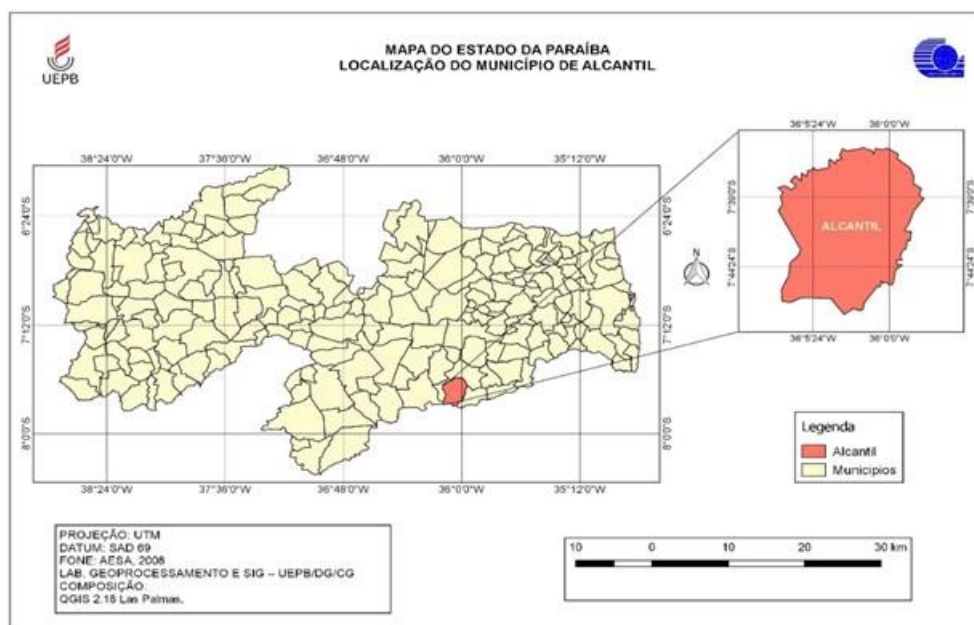 MAPA DO ESTADO DA PARAÍBA
LOCALIZAÇÃO DO MUNICÍPIO DE ALCANTIL
UEPB
36°5'24"W 36°0'0"W
38°24'0"W 37°36'0"W 36°48'0"W 36°0'0"W 35°12'0"W
6°24'0"S 6°24'0"S
7°39'0"S 7°39'0"S
ALCANTIL
N
7°44'24"S 7°44'24"S
7°12'0"S 7°12'0"S
36°5'24"W 36°0'0"W
8°0'0"S 8°0'0"S
38°24'0"W 37°36'0"W 36°48'0"W 36°0'0"W 35°12'0"W
Legenda
Alcantil
Municipios
PROJEÇÃO: UTM
DATUM: SAD 69
FONE: AESA, 2008
LAB. GEOPROCESSAMENTO E SIG – UEPB/DG/CG
COMPOSIÇÃO:
QGIS 2.18 Las Palmas.
10 0 10 20 30 km